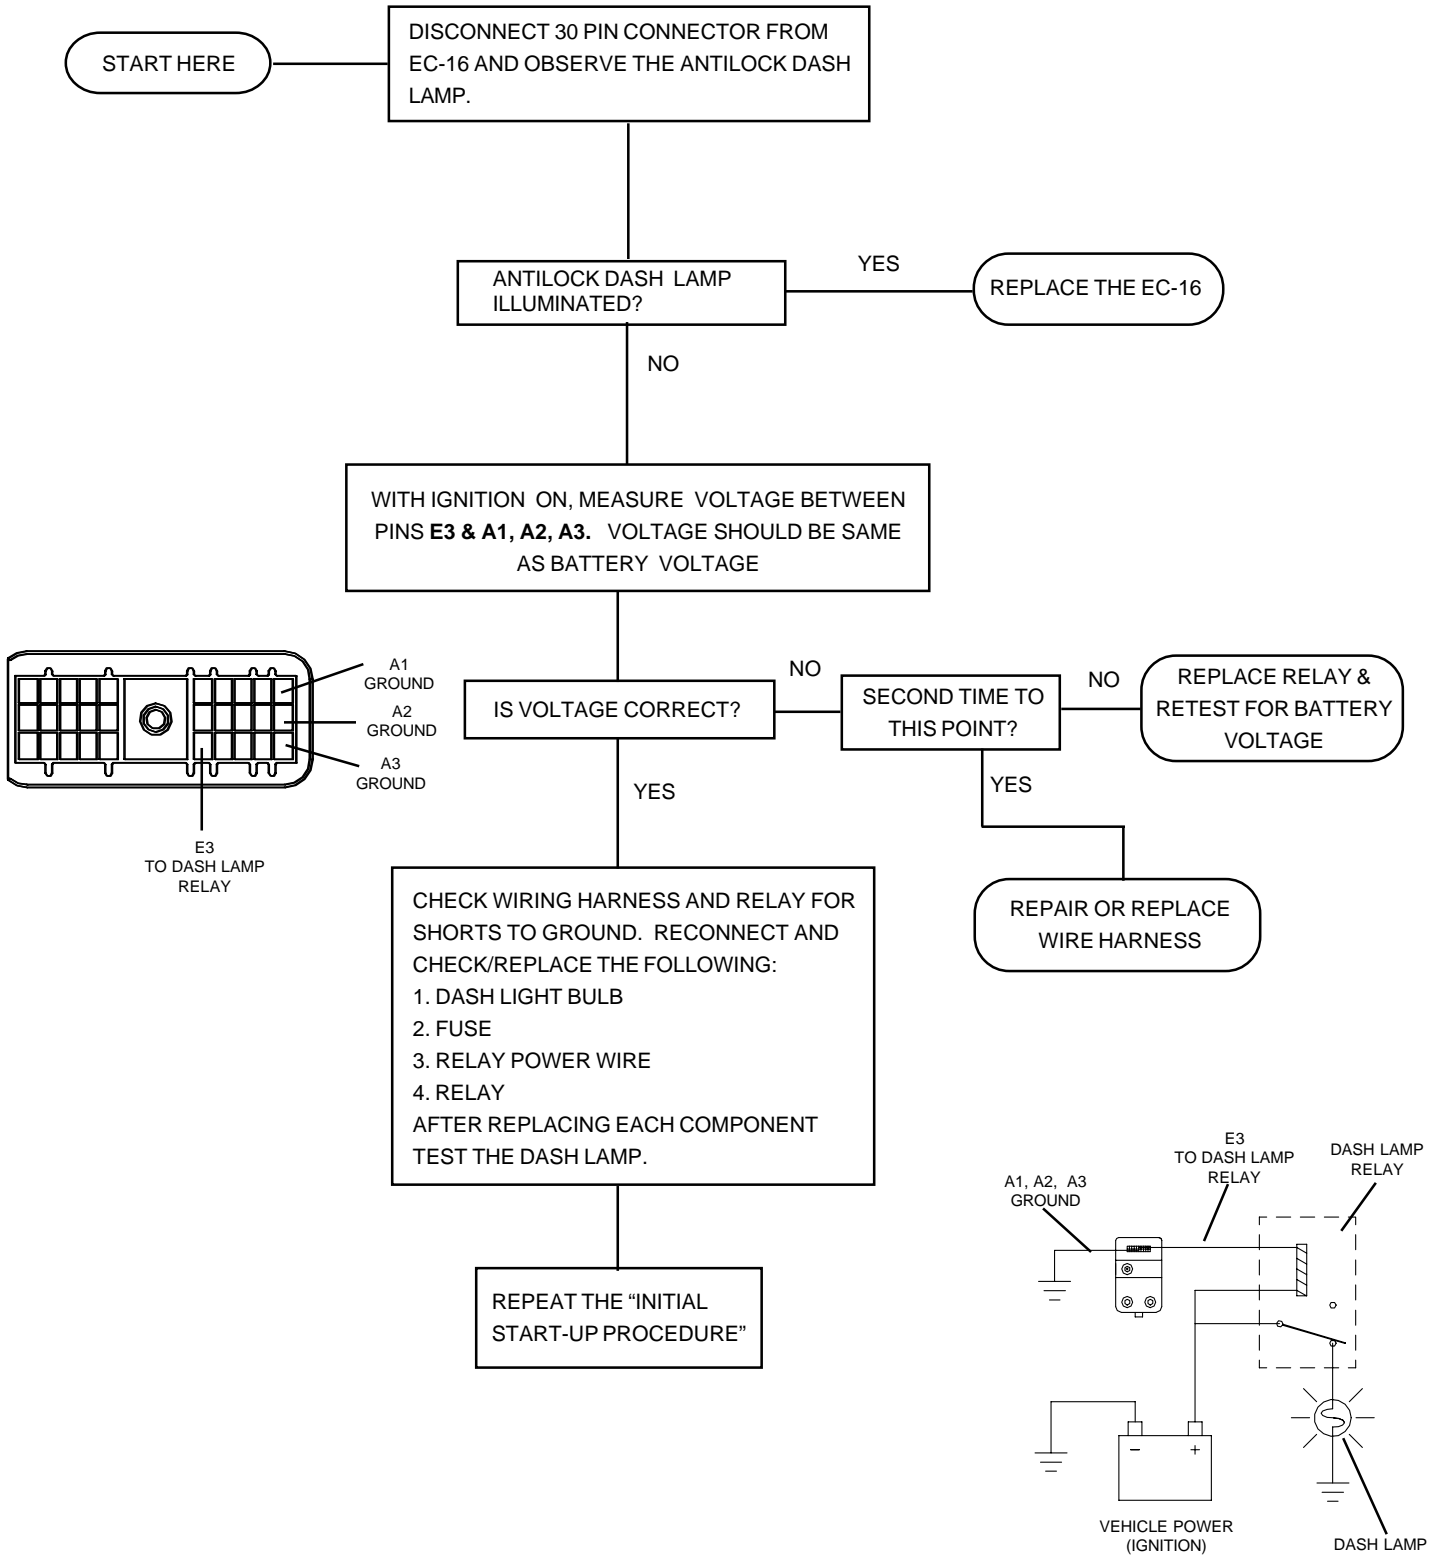 START HERE
DISCONNECT 30 PIN CONNECTOR FROM
EC-16 AND OBSERVE THE ANTILOCK DASH
LAMP.
ANTILOCK DASH LAMP
ILLUMINATED?
YES
REPLACE THE EC-16
NO
WITH IGNITION ON, MEASURE VOLTAGE BETWEEN
PINS E3 & A1, A2, A3. VOLTAGE SHOULD BE SAME
AS BATTERY VOLTAGE
A1
GROUND
A2
GROUND
A3
GROUND
E3
TO DASH LAMP
RELAY
IS VOLTAGE CORRECT?
NO
SECOND TIME TO
THIS POINT?
NO
REPLACE RELAY &
RETEST FOR BATTERY
VOLTAGE
YES
YES
REPAIR OR REPLACE
WIRE HARNESS
CHECK WIRING HARNESS AND RELAY FOR
SHORTS TO GROUND. RECONNECT AND
CHECK/REPLACE THE FOLLOWING:
1. DASH LIGHT BULB
2. FUSE
3. RELAY POWER WIRE
4. RELAY
AFTER REPLACING EACH COMPONENT
TEST THE DASH LAMP.
REPEAT THE “INITIAL
START-UP PROCEDURE”
A1, A2, A3
GROUND
E3
TO DASH LAMP
RELAY
DASH LAMP
RELAY
- +
VEHICLE POWER
(IGNITION)
DASH LAMP